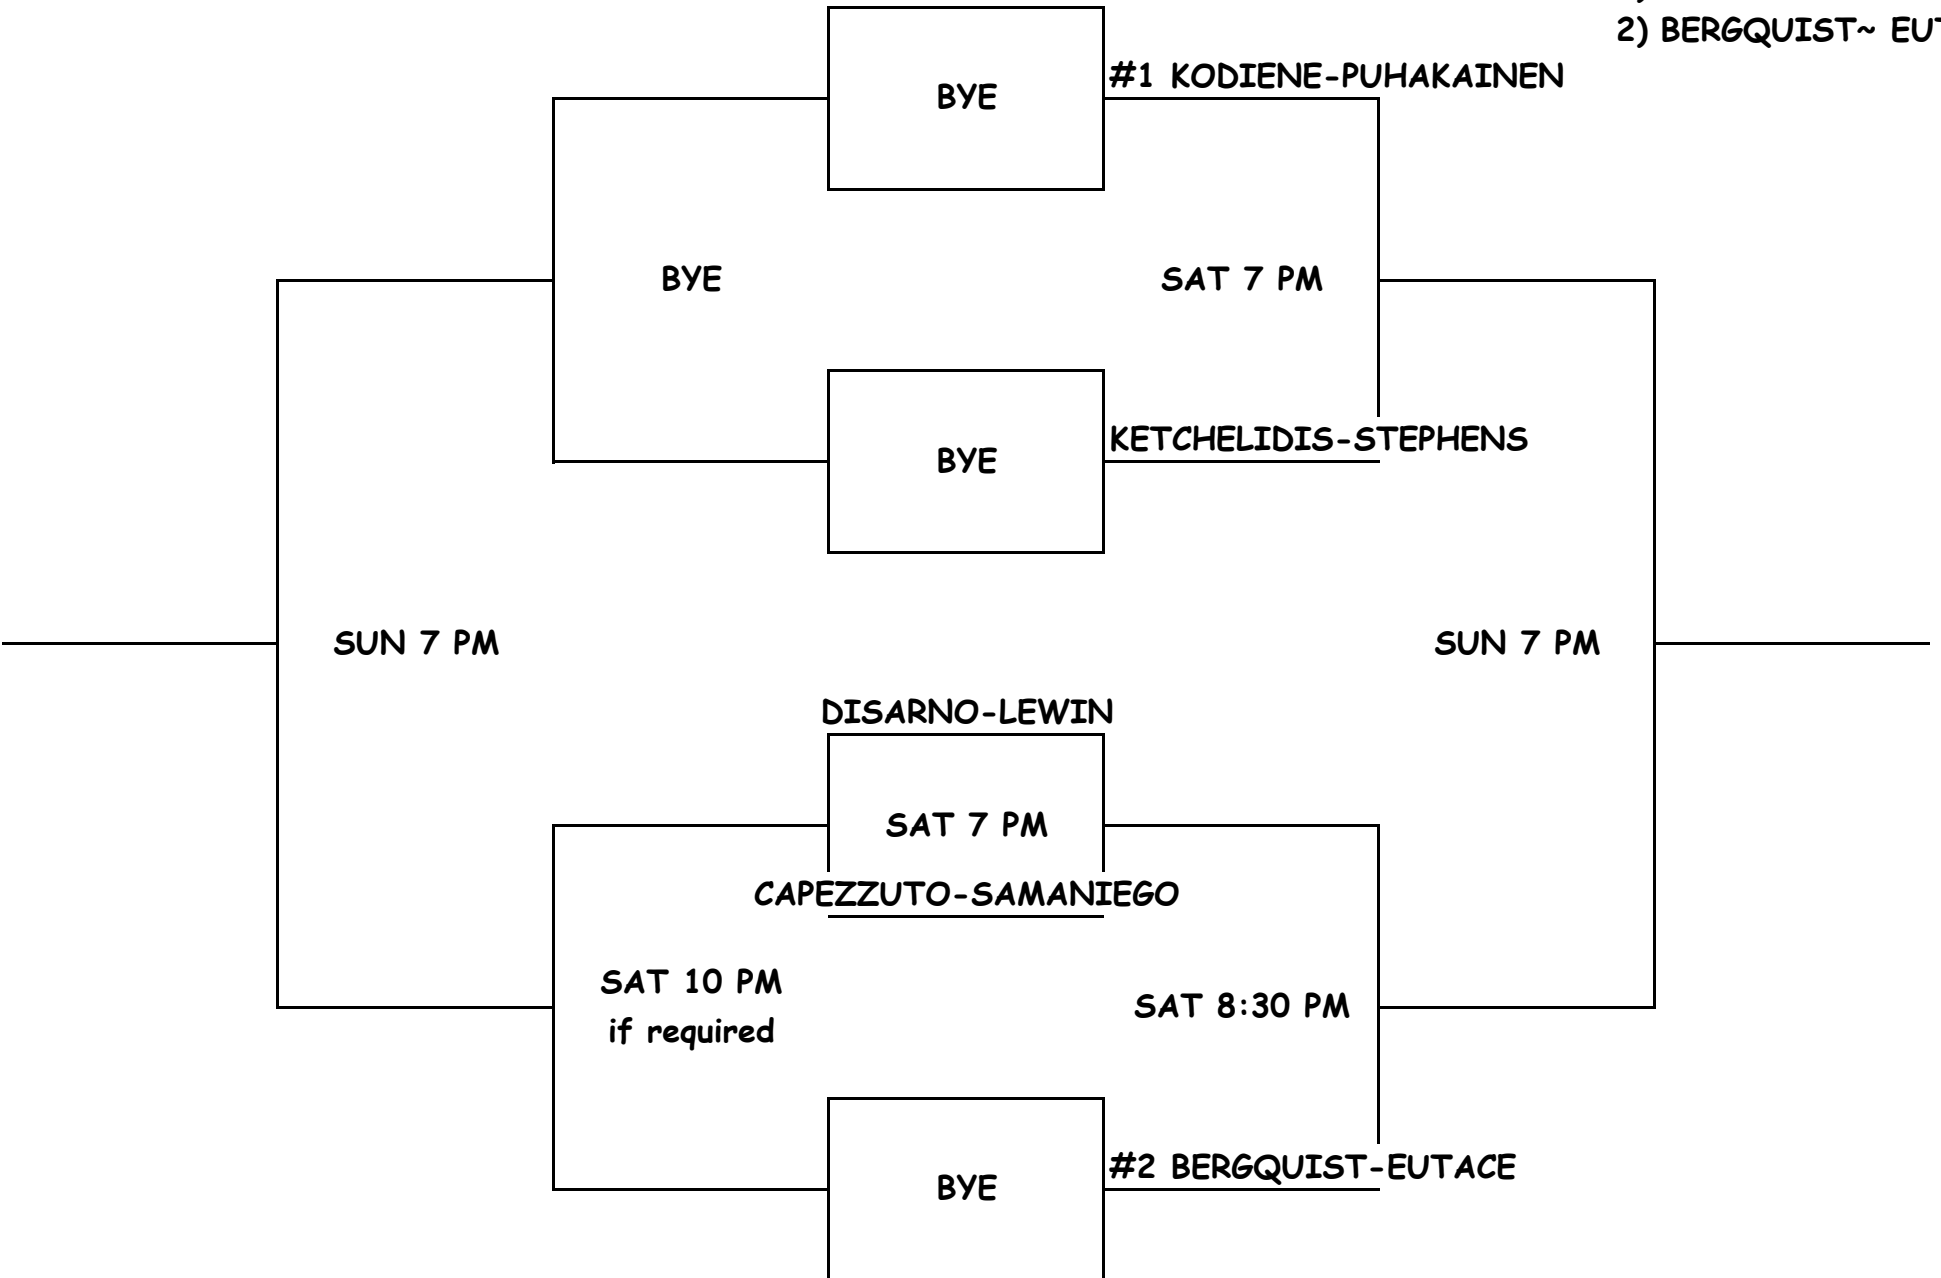 2) BERGQUIST~
#1 KODIENE-PUHAKAINEN
BYE
BYE
SAT 7 PM
KETCHELIDIS-STEPHENS
BYE
SUN 7 PM
SUN 7 PM
DISARNO-LEWIN
SAT 7 PM
CAPEZZUTO-SAMANIEGO
SAT 10 PM
if required
SAT 8:30 PM
#2 BERGQUIST-EUTACE
BYE